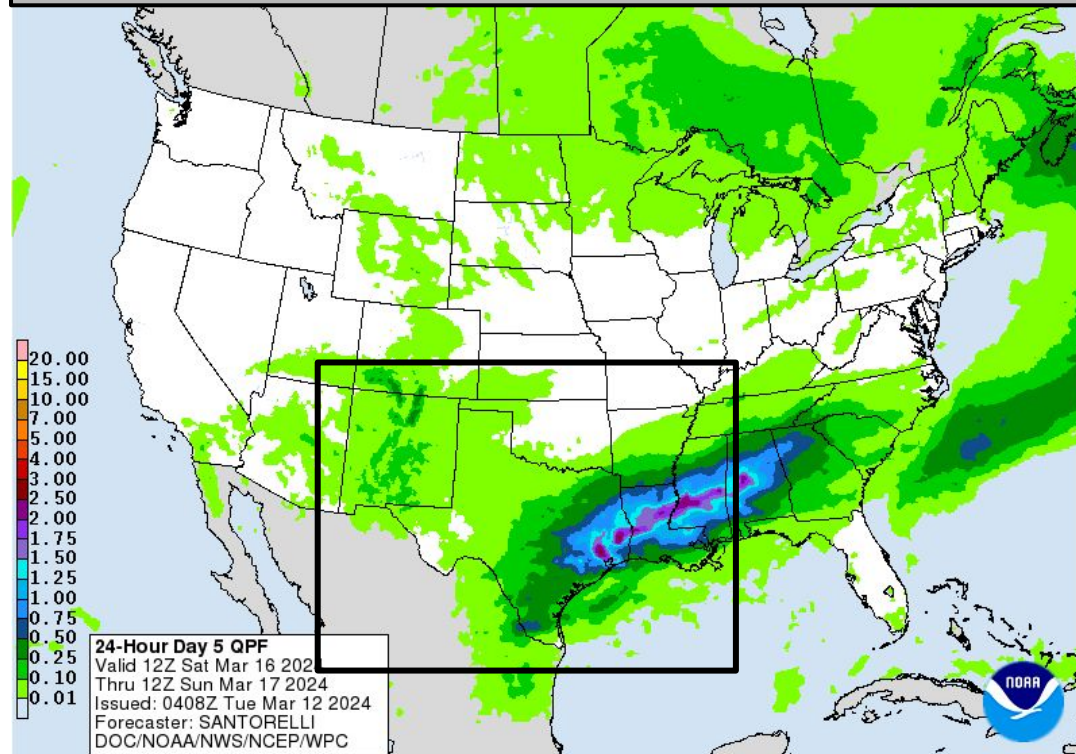 20.00
15.00
10.00
7.00
5.00
4.00
3.00
2.50
2.00
1.75
1.50
1.25
1.00
0.75
0.50
0.25
0.10
0.01
24-Hour Day 5 QPF
Valid 12Z Sat Mar 16 202
Thru 12Z Sun Mar 17 2024
Issued: 0408Z Tue Mar 12 2024
Forecaster: SANTORELLI
DOC/NOAA/NWS/NCEP/WPC
NOAA